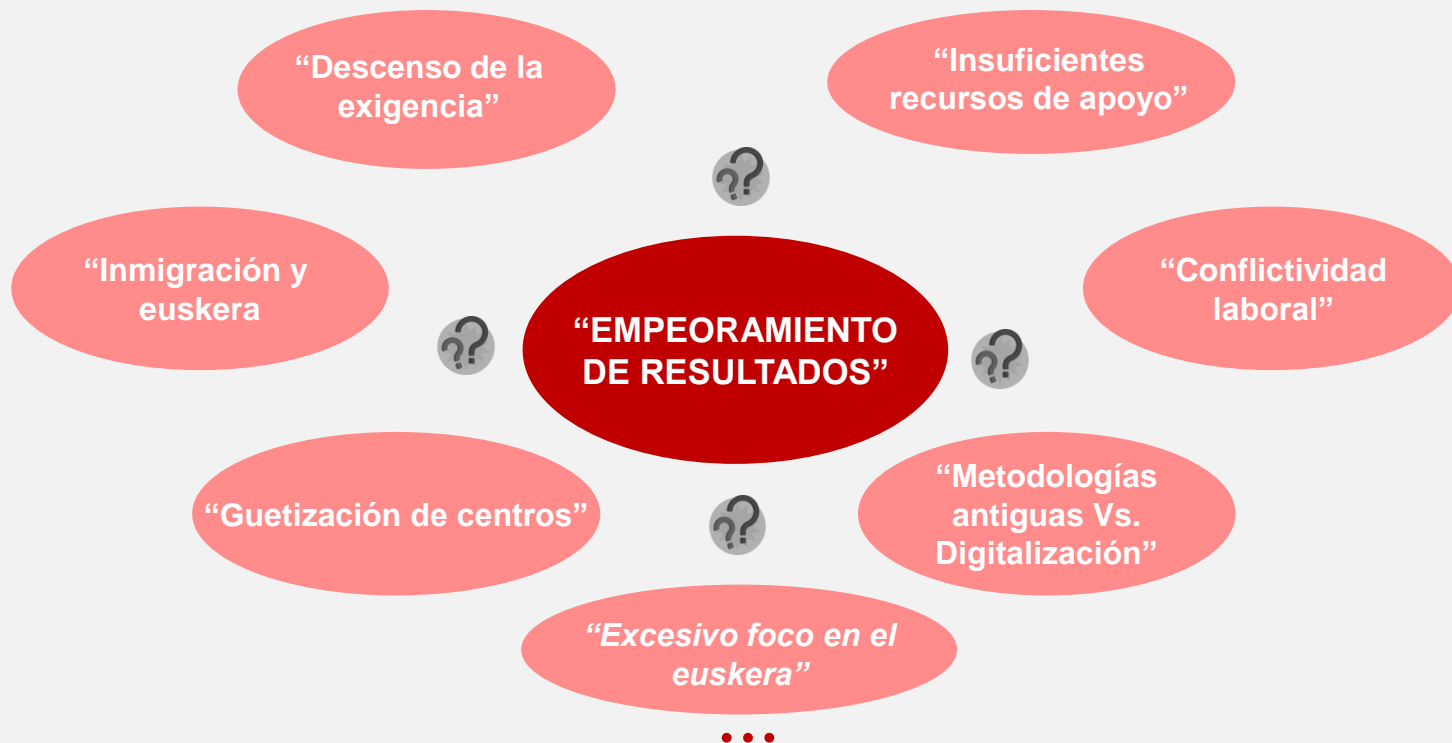 “Descenso de la
exigencia”
“Insuficientes
recursos de apoyo”
“Inmigración y
euskera
“Conflictividad
laboral”
“EMPEORAMIENTO
DE RESULTADOS”
“Guetización de centros”
“Metodologías
antiguas Vs.
Digitalización”
“Excesivo foco en el
euskera”
...